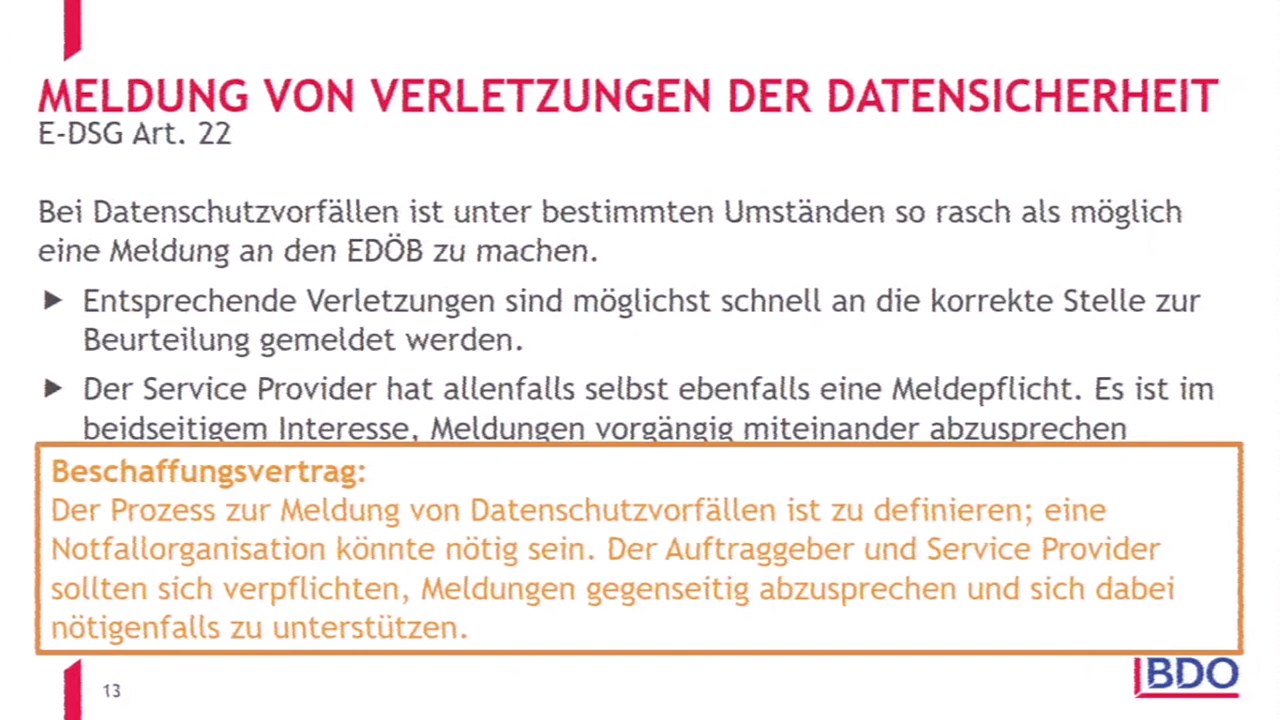 MELDUNG VON VERLETZUNGEN DER DATENSICHERHEIT
E-DSG Art. 22
Bei Datenschutzvorfällen ist unter bestimmten Umständen so rasch als möglich
eine Meldung an den EDÖB zu machen.
► Entsprechende Verletzungen sind möglichst schnell an die korrekte Stelle zur
Beurteilung gemeldet werden.
► Der Service Provider hat allenfalls selbst ebenfalls eine Meldepflicht. Es ist im
beidseitigem Interesse, Meldungen vorgängig miteinander abzusprechen
Beschaffungsvertrag:
Der Prozess zur Meldung von Datenschutzvorfällen ist zu definieren; eine
Notfallorganisation könnte nötig sein. Der Auftraggeber und Service Provider
sollten sich verpflichten, Meldungen gegenseitig abzusprechen und sich dabei
nötigenfalls zu unterstützen.
13
BDO